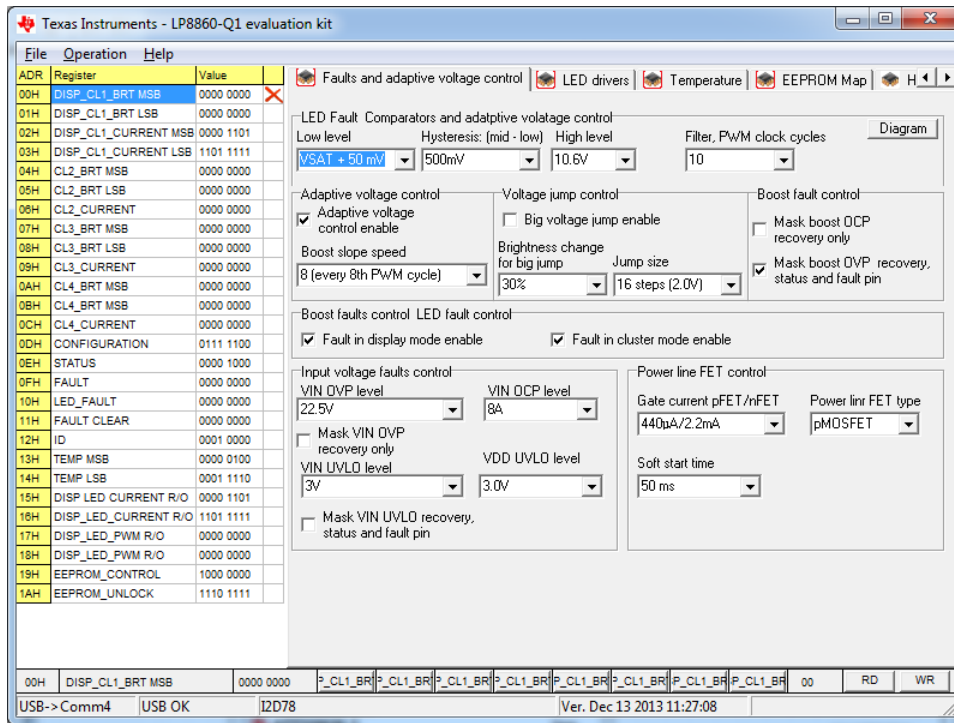 Texas Instruments - LP8860-Q1 evaluation kit
File Operation Help
ADR Register Value
00H DISP_CL1_BRT MSB 0000 0000
01H DISP_CL1_BRT LSB 0000 0000
02H DISP_CL1_CURRENT MSB 0000 1101
03H DISP_CL1_CURRENT LSB 1101 1111
04H CL2_BRT MSB 0000 0000
05H CL2_BRT LSB 0000 0000
06H CL2_CURRENT 0000 0000
07H CL3_BRT MSB 0000 0000
08H CL3_BRT LSB 0000 0000
09H CL3_CURRENT 0000 0000
0AH CL4_BRT MSB 0000 0000
0BH CL4_BRT MSB 0000 0000
0CH CL4_CURRENT 0000 0000
0DH CONFIGURATION 0111 1100
0EH STATUS 0000 1000
0FH FAULT 0000 0000
10H LED_FAULT 0000 0000
11H FAULT CLEAR 0000 0000
12H ID 0001 0000
13H TEMP MSB 0000 0100
14H TEMP LSB 0001 1110
15H DISP LED CURRENT R/O 0000 1101
16H DISP_LED_CURRENT R/O 1101 1111
17H DISP_LED_PWM R/O 0000 0000
18H DISP_LED_PWM R/O 0000 0000
19H EEPROM_CONTROL 1000 0000
1AH EEPROM_UNLOCK 1110 1111
Faults and adaptive voltage control LED drivers Temperature EEPROM Map H
LED Fault Comparators and adatptive volatage control
Low level Hysteresis: (mid - low) High level Filter, PWM clock cycles Diagram
VSAT + 50 mV 500mV 10.6V 10
Adaptive voltage control
Adaptive voltage
control enable
Boost slope speed
8 (every 8th PWM cycle)
Voltage jump control
Big voltage jump enable
Brightness change
for big jump Jump size
30% 16 steps (2.0V)
Boost fault control
Mask boost OCP
recovery only
Mask boost OVP recovery,
status and fault pin
Boost faults control LED fault control
Fault in display mode enable Fault in cluster mode enable
Input voltage faults control
VIN OVP level VIN OCP level
22.5V 8A
Mask VIN OVP
recovery only
VIN UVLO level VDD UVLO level
3V 3.0V
Mask VIN UVLO recovery,
status and fault pin
Power line FET control
Gate current pFET/nFET Power linr FET type
440µA/2.2mA pMOSFET
Soft start time
50 ms
00H DISP_CL1_BRT MSB 0000 0000 P_CL1_BR P_CL1_BR P_CL1_BR P_CL1_BR P_CL1_BR P_CL1_BR P_CL1_BR P_CL1_BR 00 RD WR
USB->Comm4 USB OK I2D78 Ver. Dec 13 2013 11:27:08